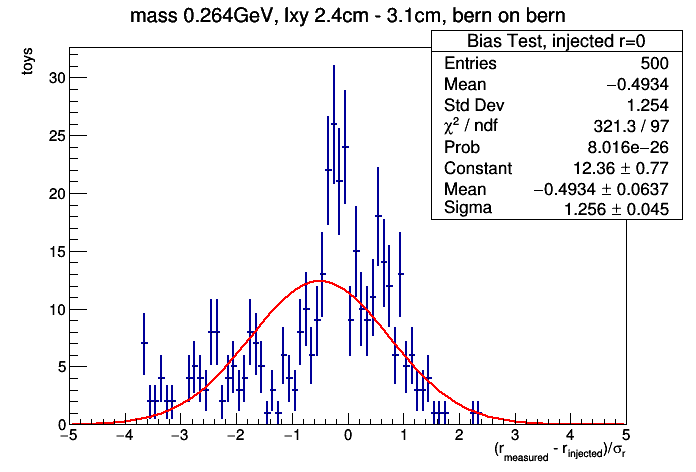 mass 0.264GeV, lxy 2.4cm - 3.1cm, bern on bern
toys
Bias Test, injected r=0
Entries 500
Mean −0.4934
Std Dev 1.254
χ² / ndf 321.3 / 97
Prob 8.016e−26
Constant 12.36 ± 0.77
Mean −0.4934 ± 0.0637
Sigma 1.256 ± 0.045
30
25
20
15
10
5
0
−5 −4 −3 −2 −1 0 1 2 3 4 5
(r_measured - r_injected)/σ_r